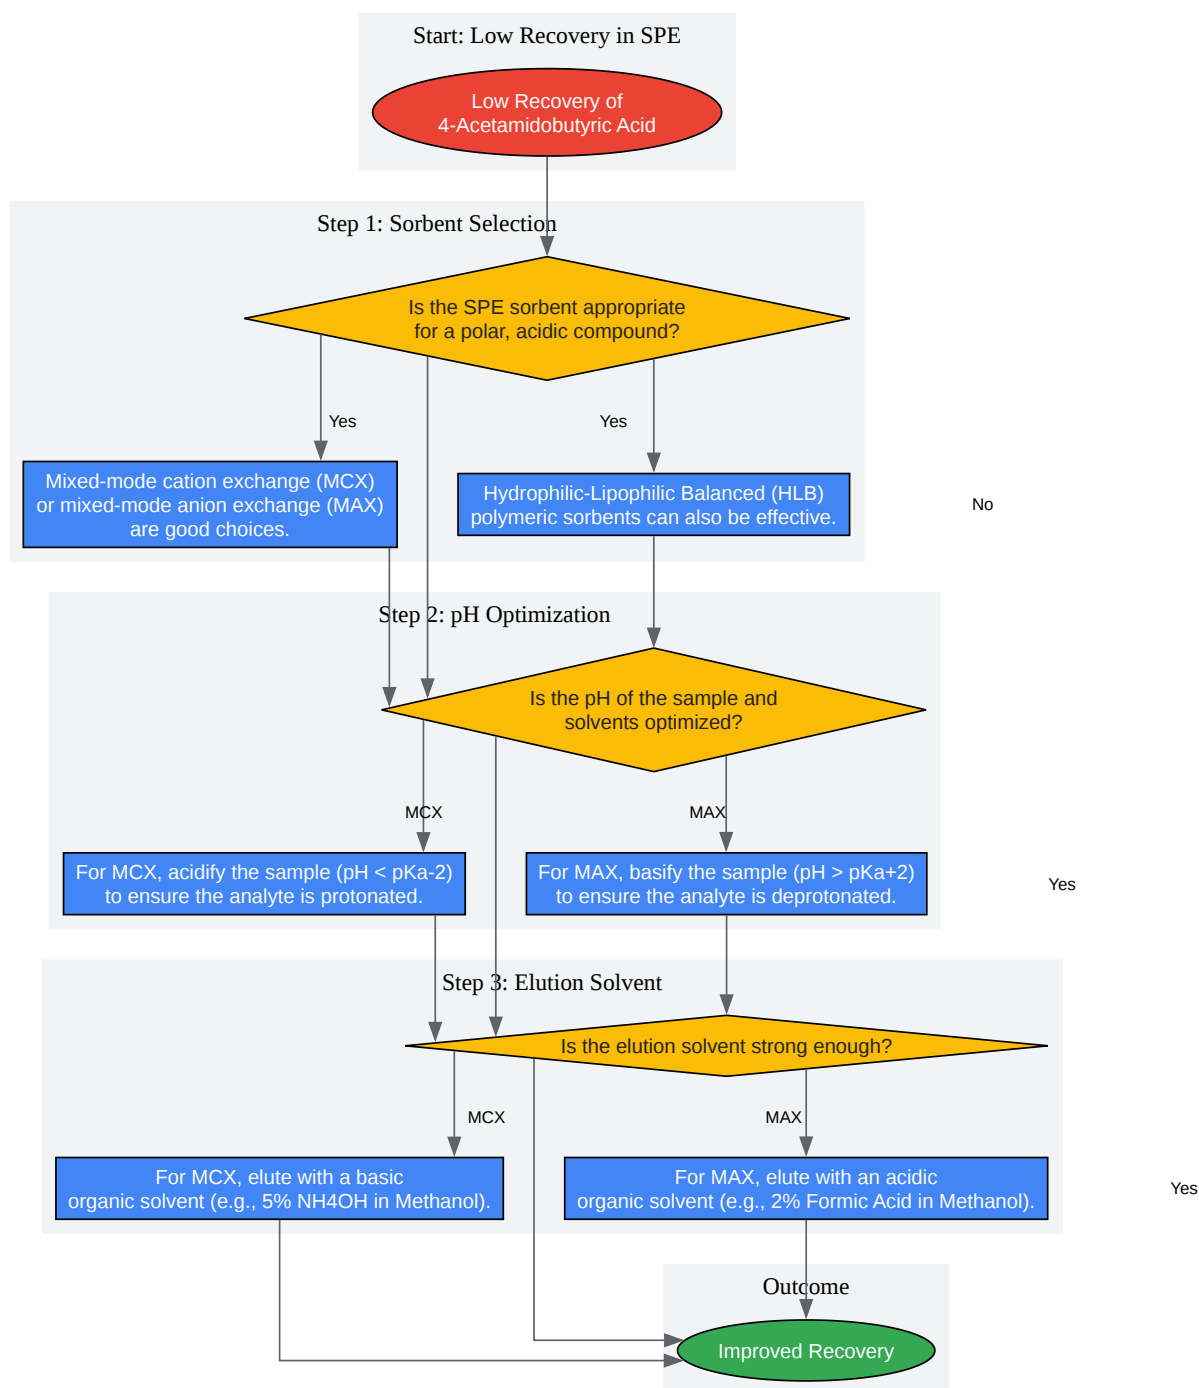 Start: Low Recovery in SPE
Low Recovery of
4-Acetamidobutyric Acid
Step 1: Sorbent Selection
Is the SPE sorbent appropriate
for a polar, acidic compound?
Yes
Yes
Mixed-mode cation exchange (MCX)
or mixed-mode anion exchange (MAX)
are good choices.
Hydrophilic-Lipophilic Balanced (HLB)
polymeric sorbents can also be effective.
No
Step 2: pH Optimization
Is the pH of the sample and
solvents optimized?
MCX
MAX
For MCX, acidify the sample (pH < pKa-2)
to ensure the analyte is protonated.
For MAX, basify the sample (pH > pKa+2)
to ensure the analyte is deprotonated.
Yes
Step 3: Elution Solvent
Is the elution solvent strong enough?
MCX
MAX
For MCX, elute with a basic
organic solvent (e.g., 5% NH4OH in Methanol).
For MAX, elute with an acidic
organic solvent (e.g., 2% Formic Acid in Methanol).
Yes
Outcome
Improved Recovery